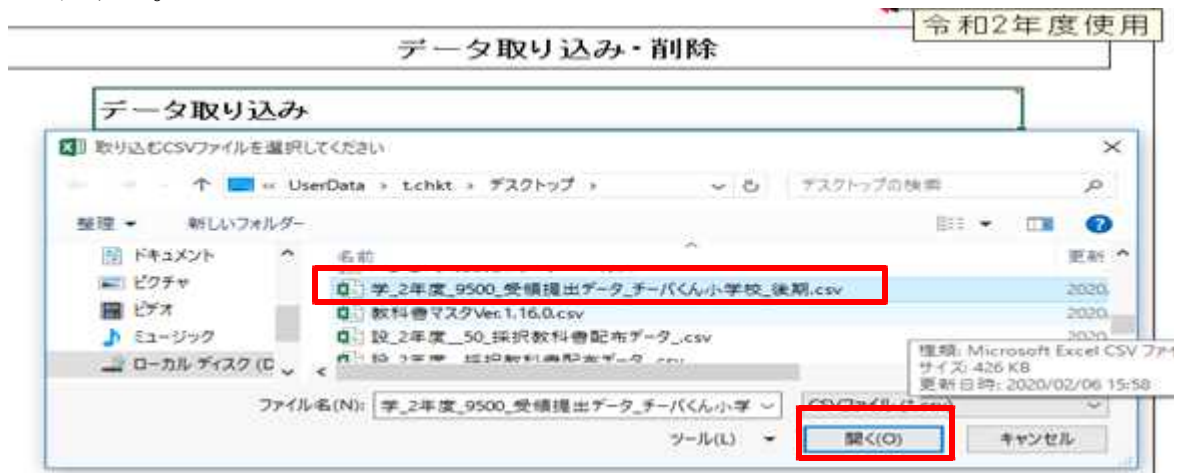 令和2年度使用
データ取り込み・削除
データ取り込み
取り込むCSVファイルを選択してください
« UserData › t.chkt › デスクトップ ›
デスクトップの検索
整理 新しいフォルダー
ドキュメント
ピクチャ
ビデオ
ミュージック
ローカル ディスク (C
名前
更新
学_2年度_9500_受領提出データ_チーバくん小学校_後期.csv
2020.
教科書マスタVer.1.16.0.csv
2020.
設_2年度__50_採択教科書配布データ_.csv
2020.
種類: Microsoft Excel CSV ファイ
サイズ: 426 KB
更新日時: 2020/02/06 15:58
ファイル名(N): 学_2年度_9500_受領提出データ_チーバくん小学
ツール(L)
開く(O)
キャンセル